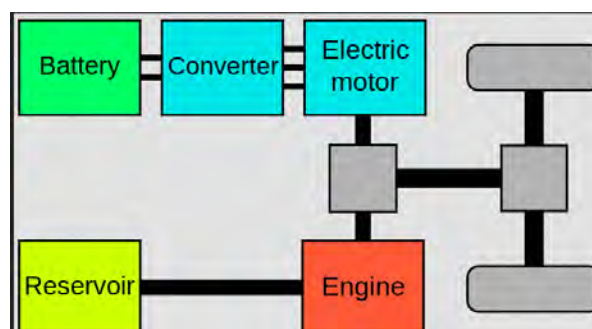 Battery
Converter
Electric
motor
Reservoir
Engine